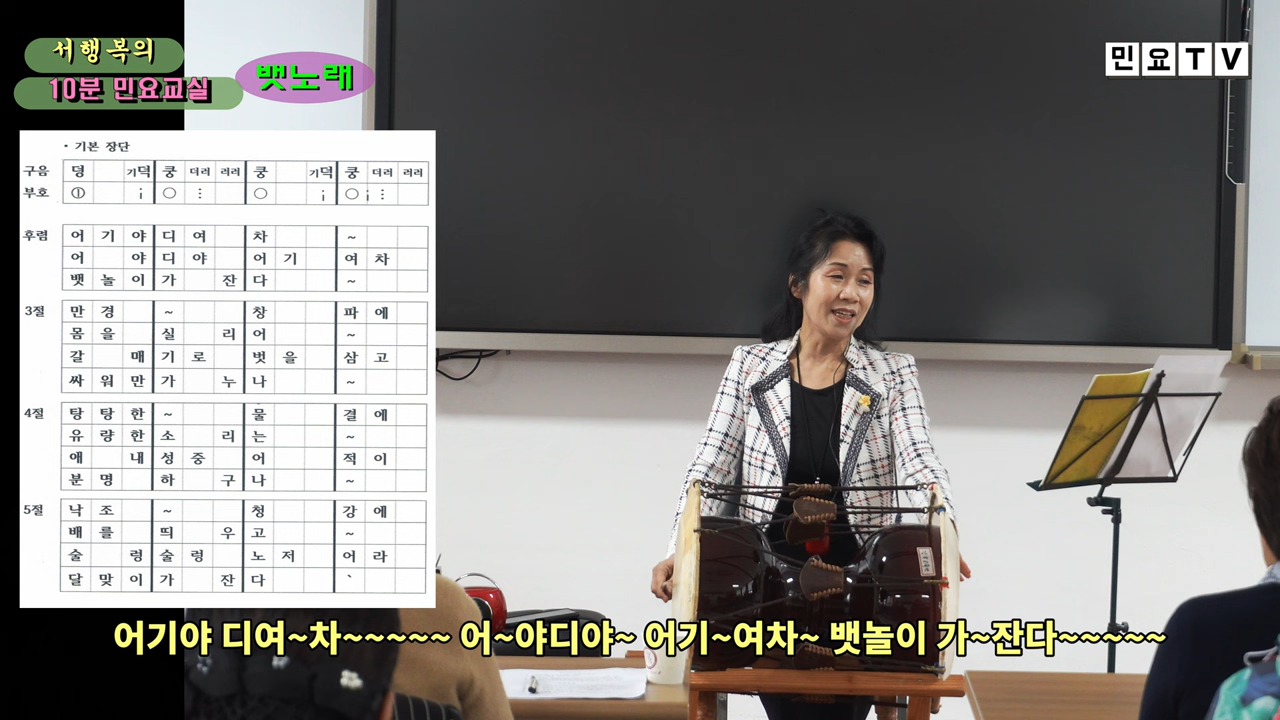 서행복의
10분 민요교실
뱃노래
민요TV
• 기본 장단
구음 덩 기덕 쿵 더러 러러 쿵 기덕 쿵 더러 러러
부호 ⊕ ¡ ○ ⋮ ○ ¡ ○ ¡ ⋮
후렴 어 기 야 디 여 차 ~
어 야 디 야 어 기 여 차
뱃 놀 이 가 잔 다 ~
3절 만 경 ~ 창 파 에
몸 을 실 리 어 ~
갈 매 기 로 벗 을 삼 고
싸 워 만 가 누 나 ~
4절 탕 탕 한 ~ 물 결 에
유 량 한 소 리 는 ~
애 내 성 중 어 적 이
분 명 하 구 나 ~
5절 낙 조 ~ 청 강 에
배 를 띄 우 고 ~
술 령 술 령 노 저 어 라
달 맞 이 가 잔 다 `
어기야 디여~차~~~~~ 어~야디야~ 어기~여차~ 뱃놀이 가~잔다~~~~~